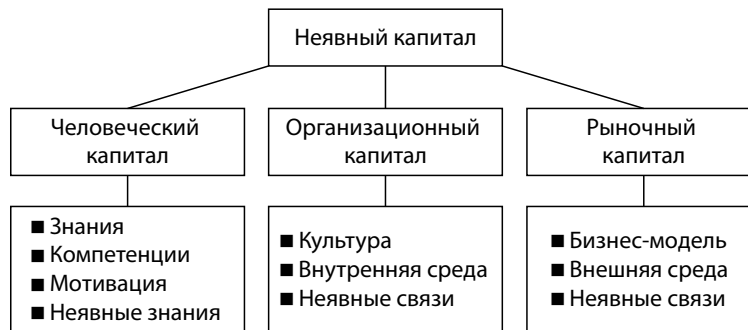 Неявный капитал
Человеческий
капитал
Организационный
капитал
Рыночный
капитал
■ Знания
■ Компетенции
■ Мотивация
■ Неявные знания
■ Культура
■ Внутренняя среда
■ Неявные связи
■ Бизнес-модель
■ Внешняя среда
■ Неявные связи